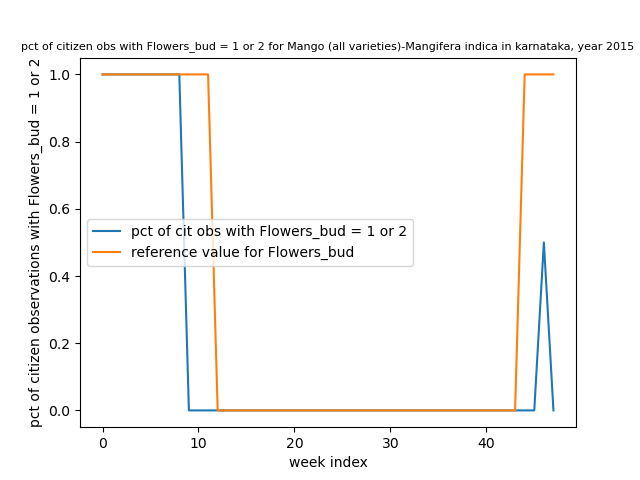 pct of citizen obs with Flowers_bud = 1 or 2 for Mango (all varieties)-Mangifera indica in karnataka, year 2015
pct of citizen observations with Flowers_bud = 1 or 2
1.0
0.8
0.6
0.4
0.2
0.0
pct of cit obs with Flowers_bud = 1 or 2
reference value for Flowers_bud
0 10 20 30 40
week index